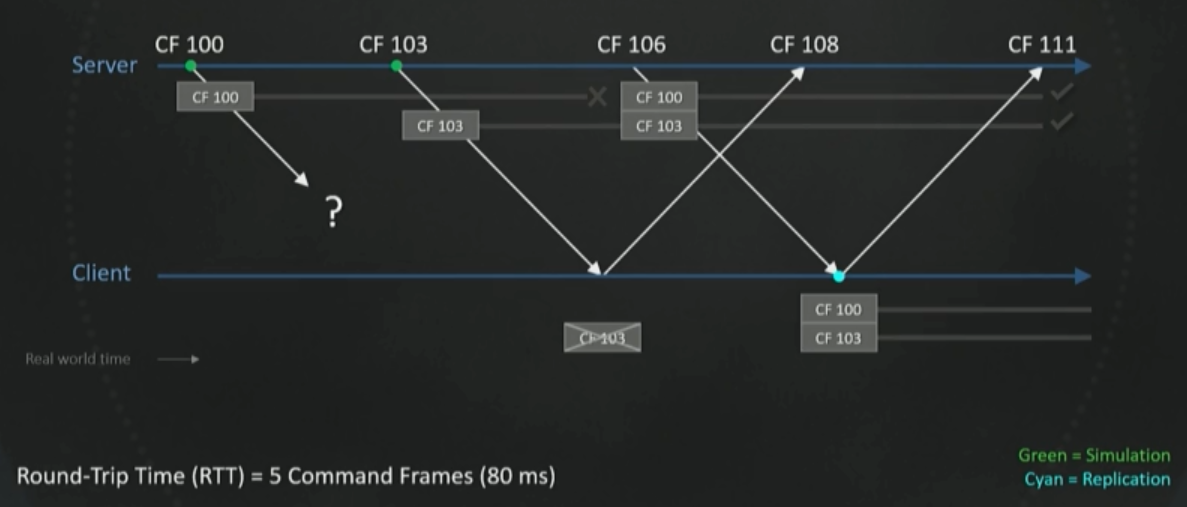 CF 100 CF 103 CF 106 CF 108 CF 111
Server
CF 100 CF 100
CF 103 CF 103
?
Client
CF 100
CF 103 CF 103
Real world time
Green = Simulation
Round-Trip Time (RTT) = 5 Command Frames (80 ms)
Cyan = Replication